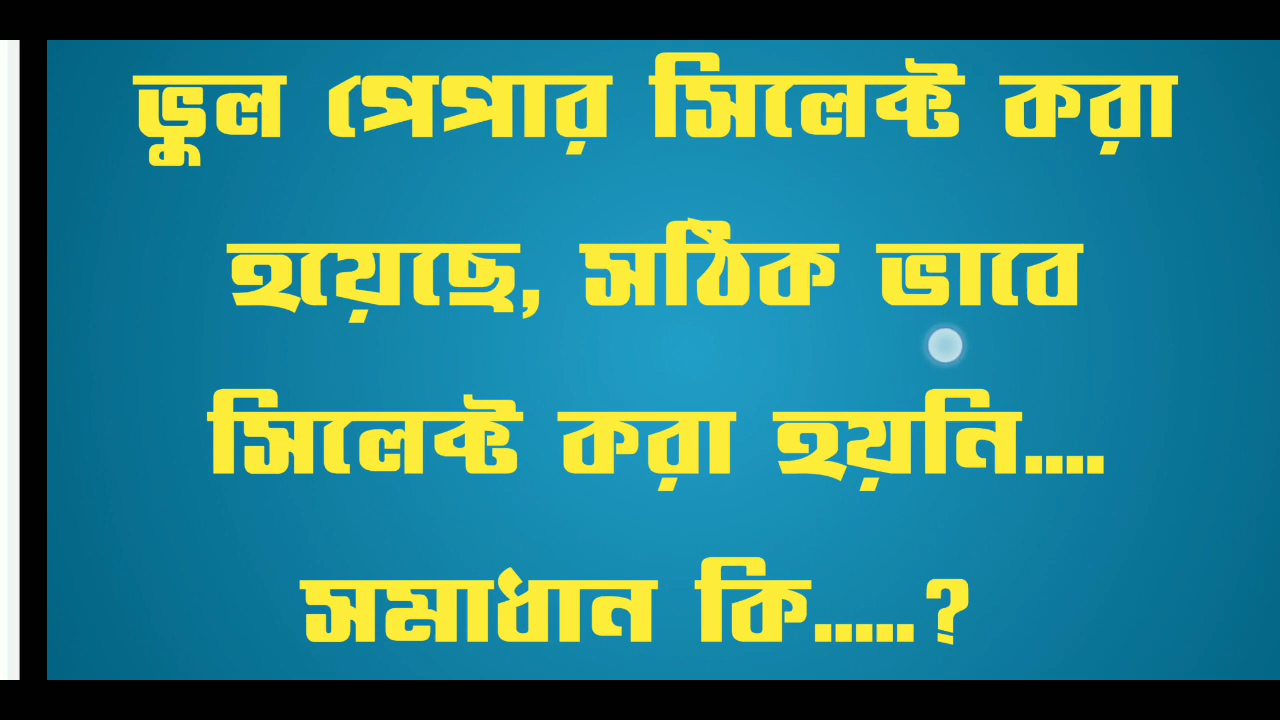 ভুল পেপার সিলেক্ট করা
হয়েছে, সঠিক ভাবে
সিলেক্ট করা হয়নি....
সমাধান কি.....?